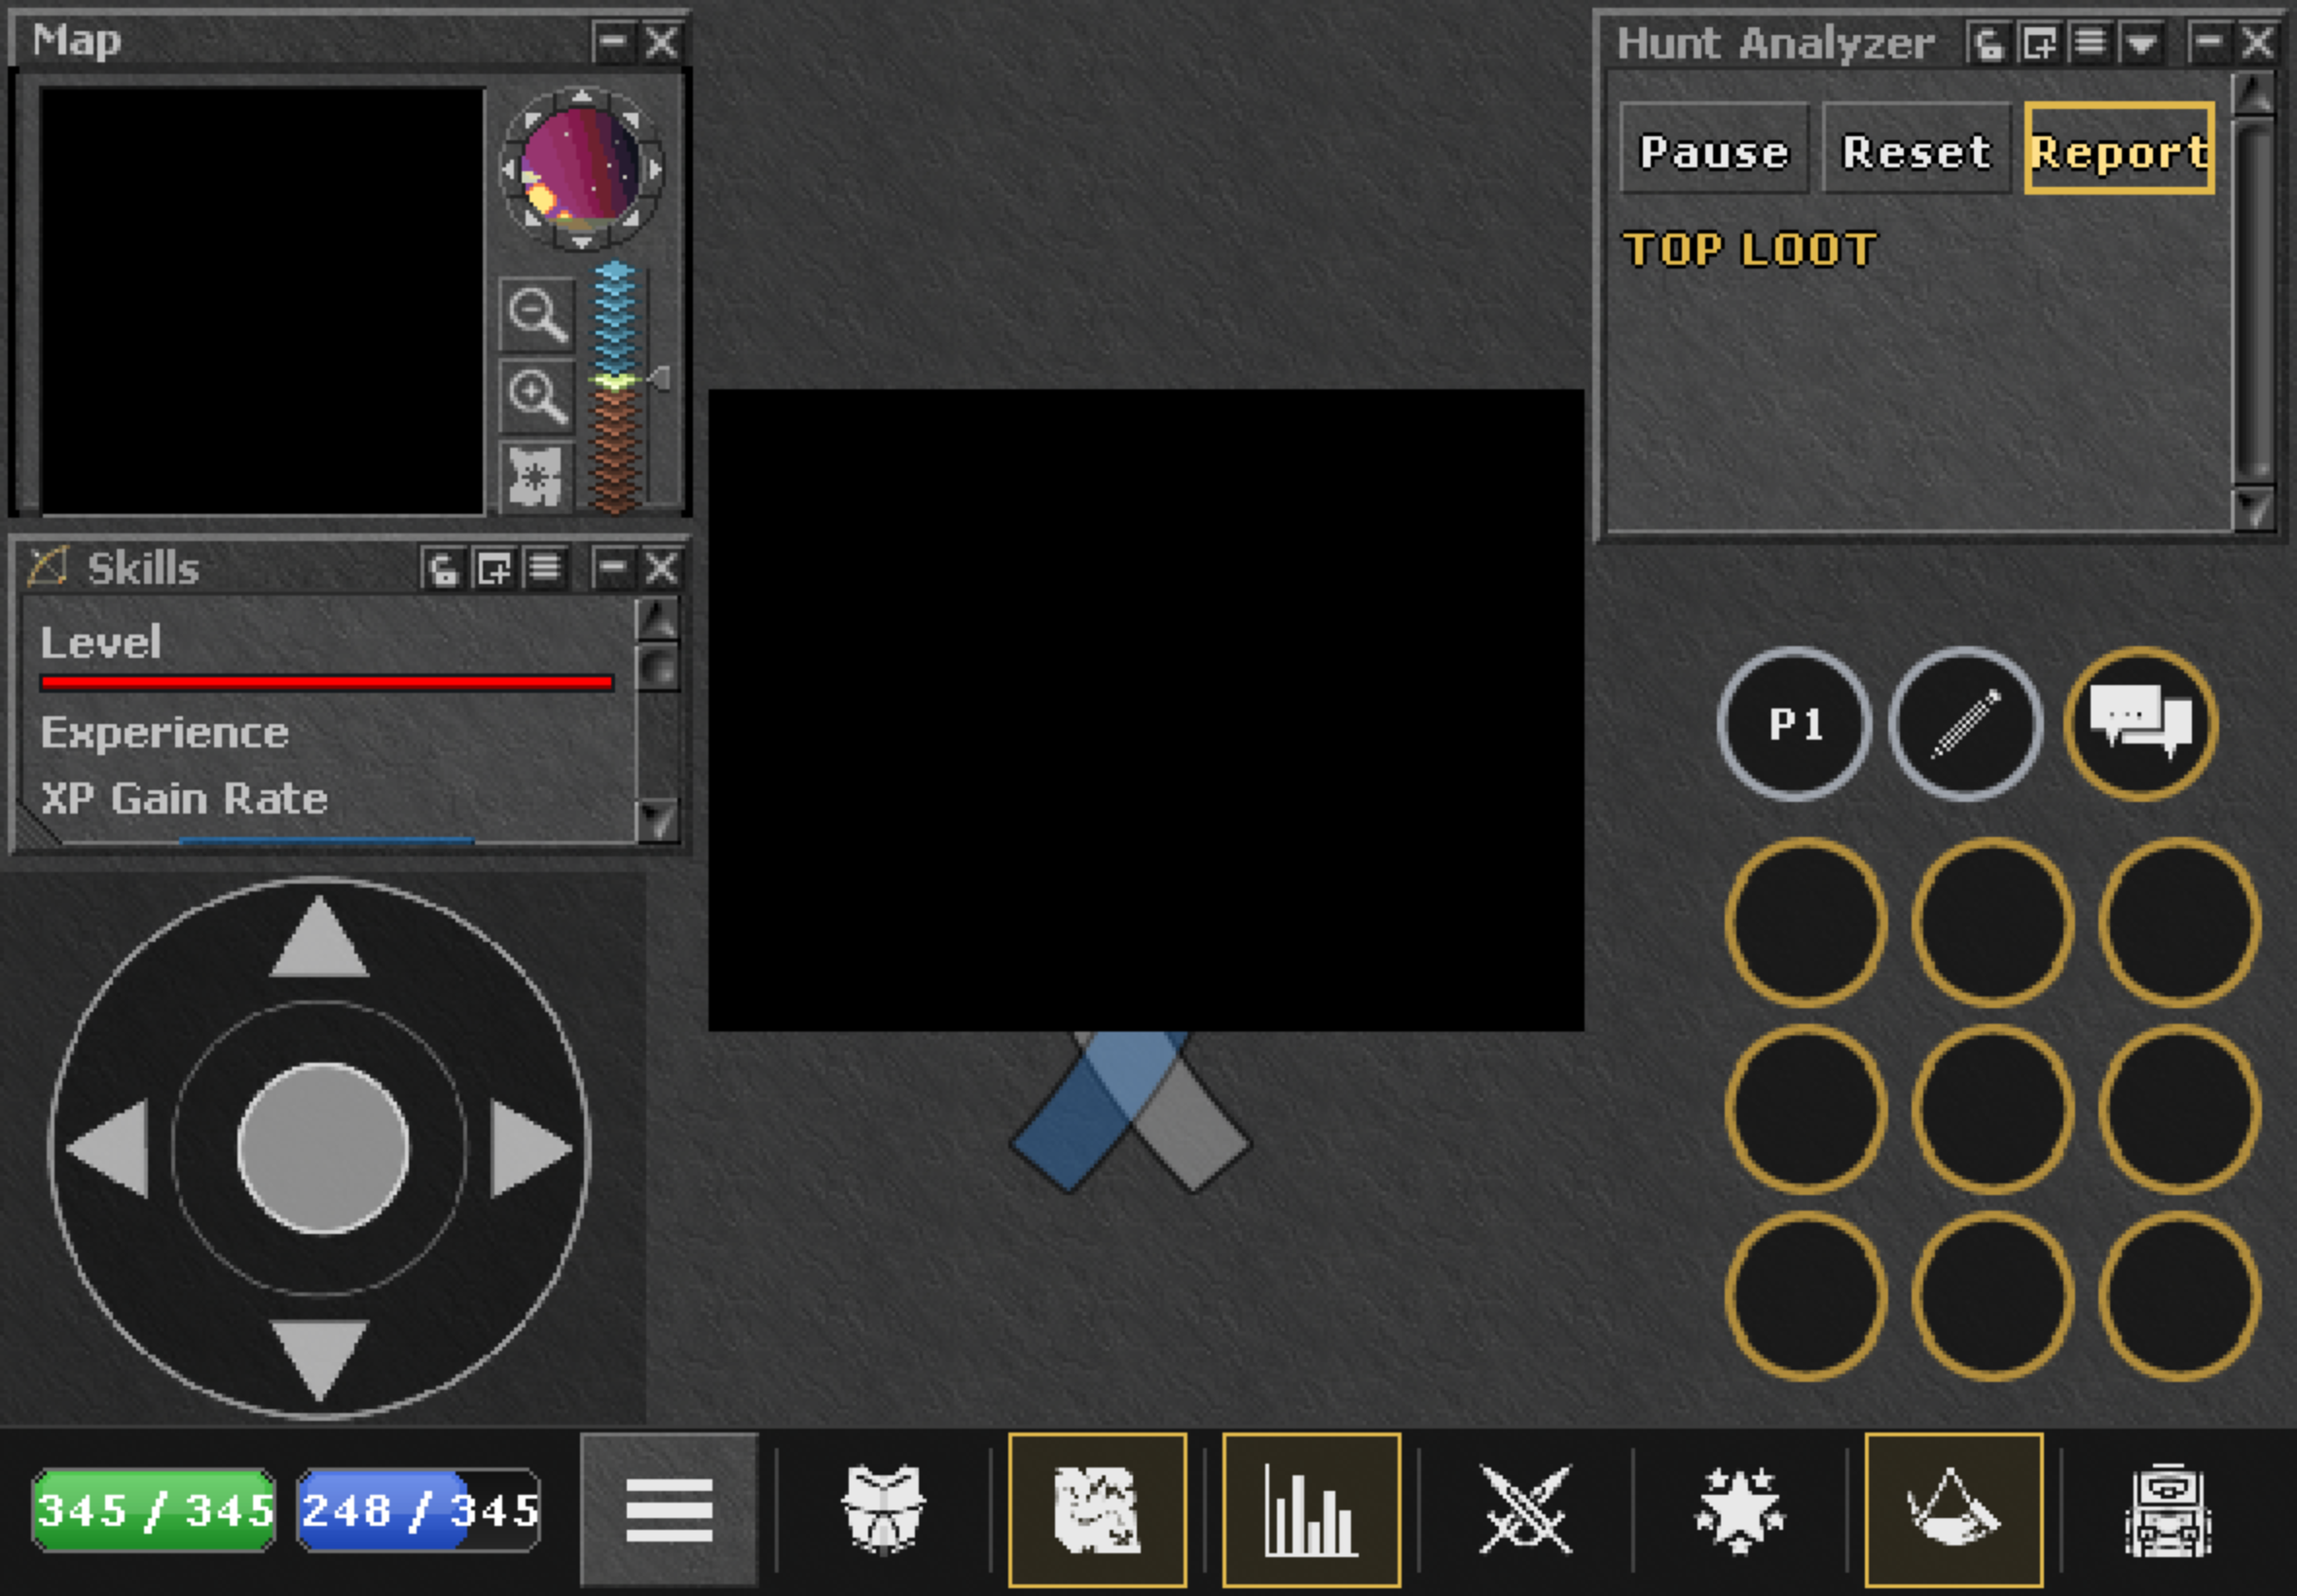 Map
Hunt Analyzer
Pause Reset Report
TOP LOOT
Skills
Level
Experience
XP Gain Rate
P1
345 / 345 248 / 345